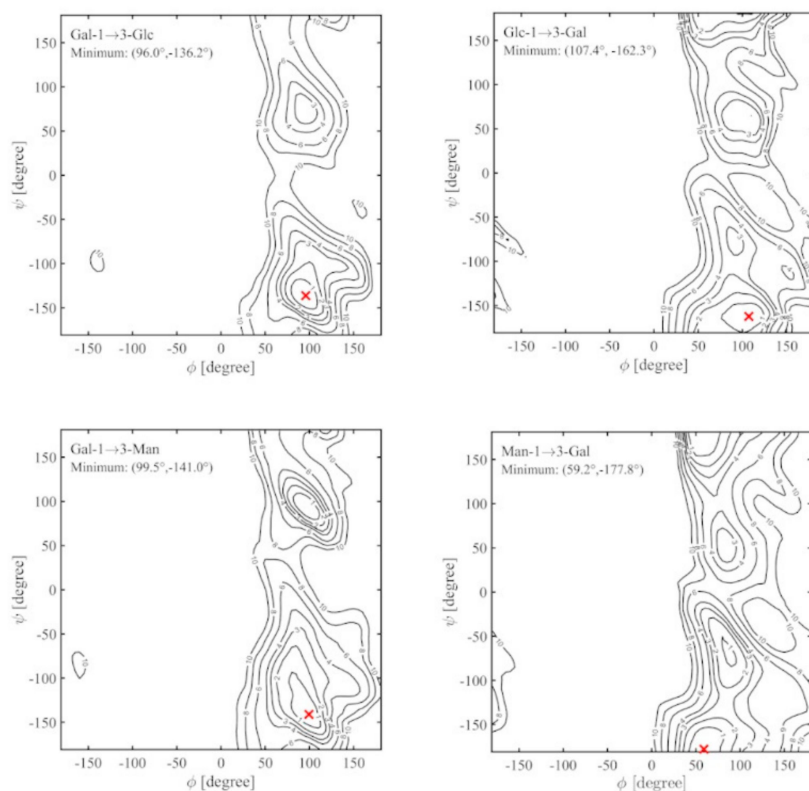 Gal-1→3-Glc
Minimum: (96.0°,-136.2°)
150
100
50
0
-50
-100
-150
ψ [degree]
-150 -100 -50 0 50 100 150
ϕ [degree]
Glc-1→3-Gal
Minimum: (107.4°, -162.3°)
150
100
50
0
-50
-100
-150
ψ [degree]
-150 -100 -50 0 50 100 150
ϕ [degree]
Gal-1→3-Man
Minimum: (99.5°,-141.0°)
150
100
50
0
-50
-100
-150
ψ [degree]
-150 -100 -50 0 50 100 150
ϕ [degree]
Man-1→3-Gal
Minimum: (59.2°,-177.8°)
150
100
50
0
-50
-100
-150
ψ [degree]
-150 -100 -50 0 50 100 150
ϕ [degree]